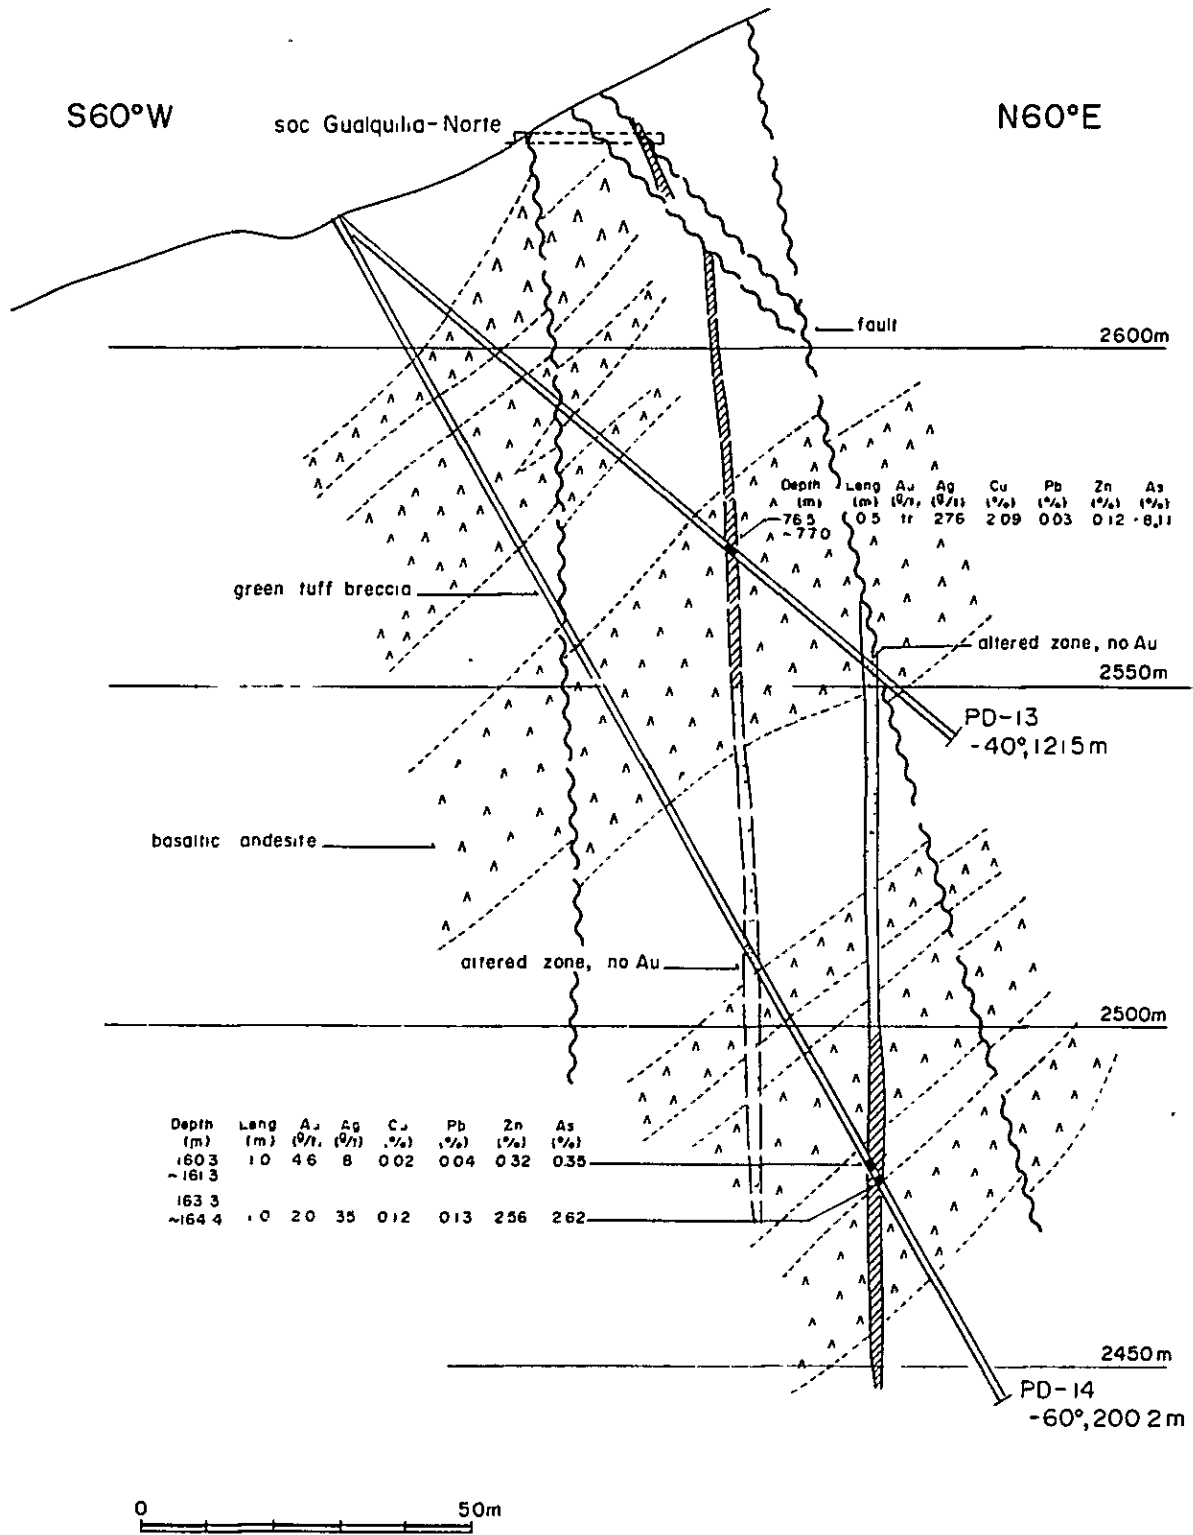 S60°W
N60°E
soc Gualquilia-Norte
fault
2600m
Depth Leng Au Ag Cu Pb Zn As
(m) (m) (g/t) (g/t) (%) (%) (%) (%)
76.5 0.5 tr 276 2.09 0.03 0.12 8.11
~77.0
green tuff breccia
altered zone, no Au
2550m
PD-13
-40°, 121.5m
basaltic andesite
altered zone, no Au
2500m
Depth Leng Au Ag Cu Pb Zn As
(m) (m) (g/t) (g/t) (%) (%) (%) (%)
160.3 1.0 4.6 8 0.02 0.04 0.32 0.35
~161.3
163.3
~164.4 1.0 2.0 35 0.12 0.13 2.56 2.62
2450m
PD-14
-60°, 200.2m
0 50m